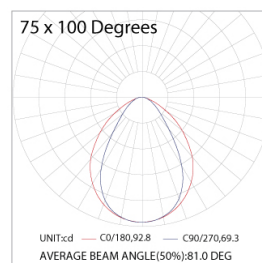 75 x 100 Degrees
UNIT:cd — C0/180,92.8 — C90/270,69.3
AVERAGE BEAM ANGLE(50%):81.0 DEG